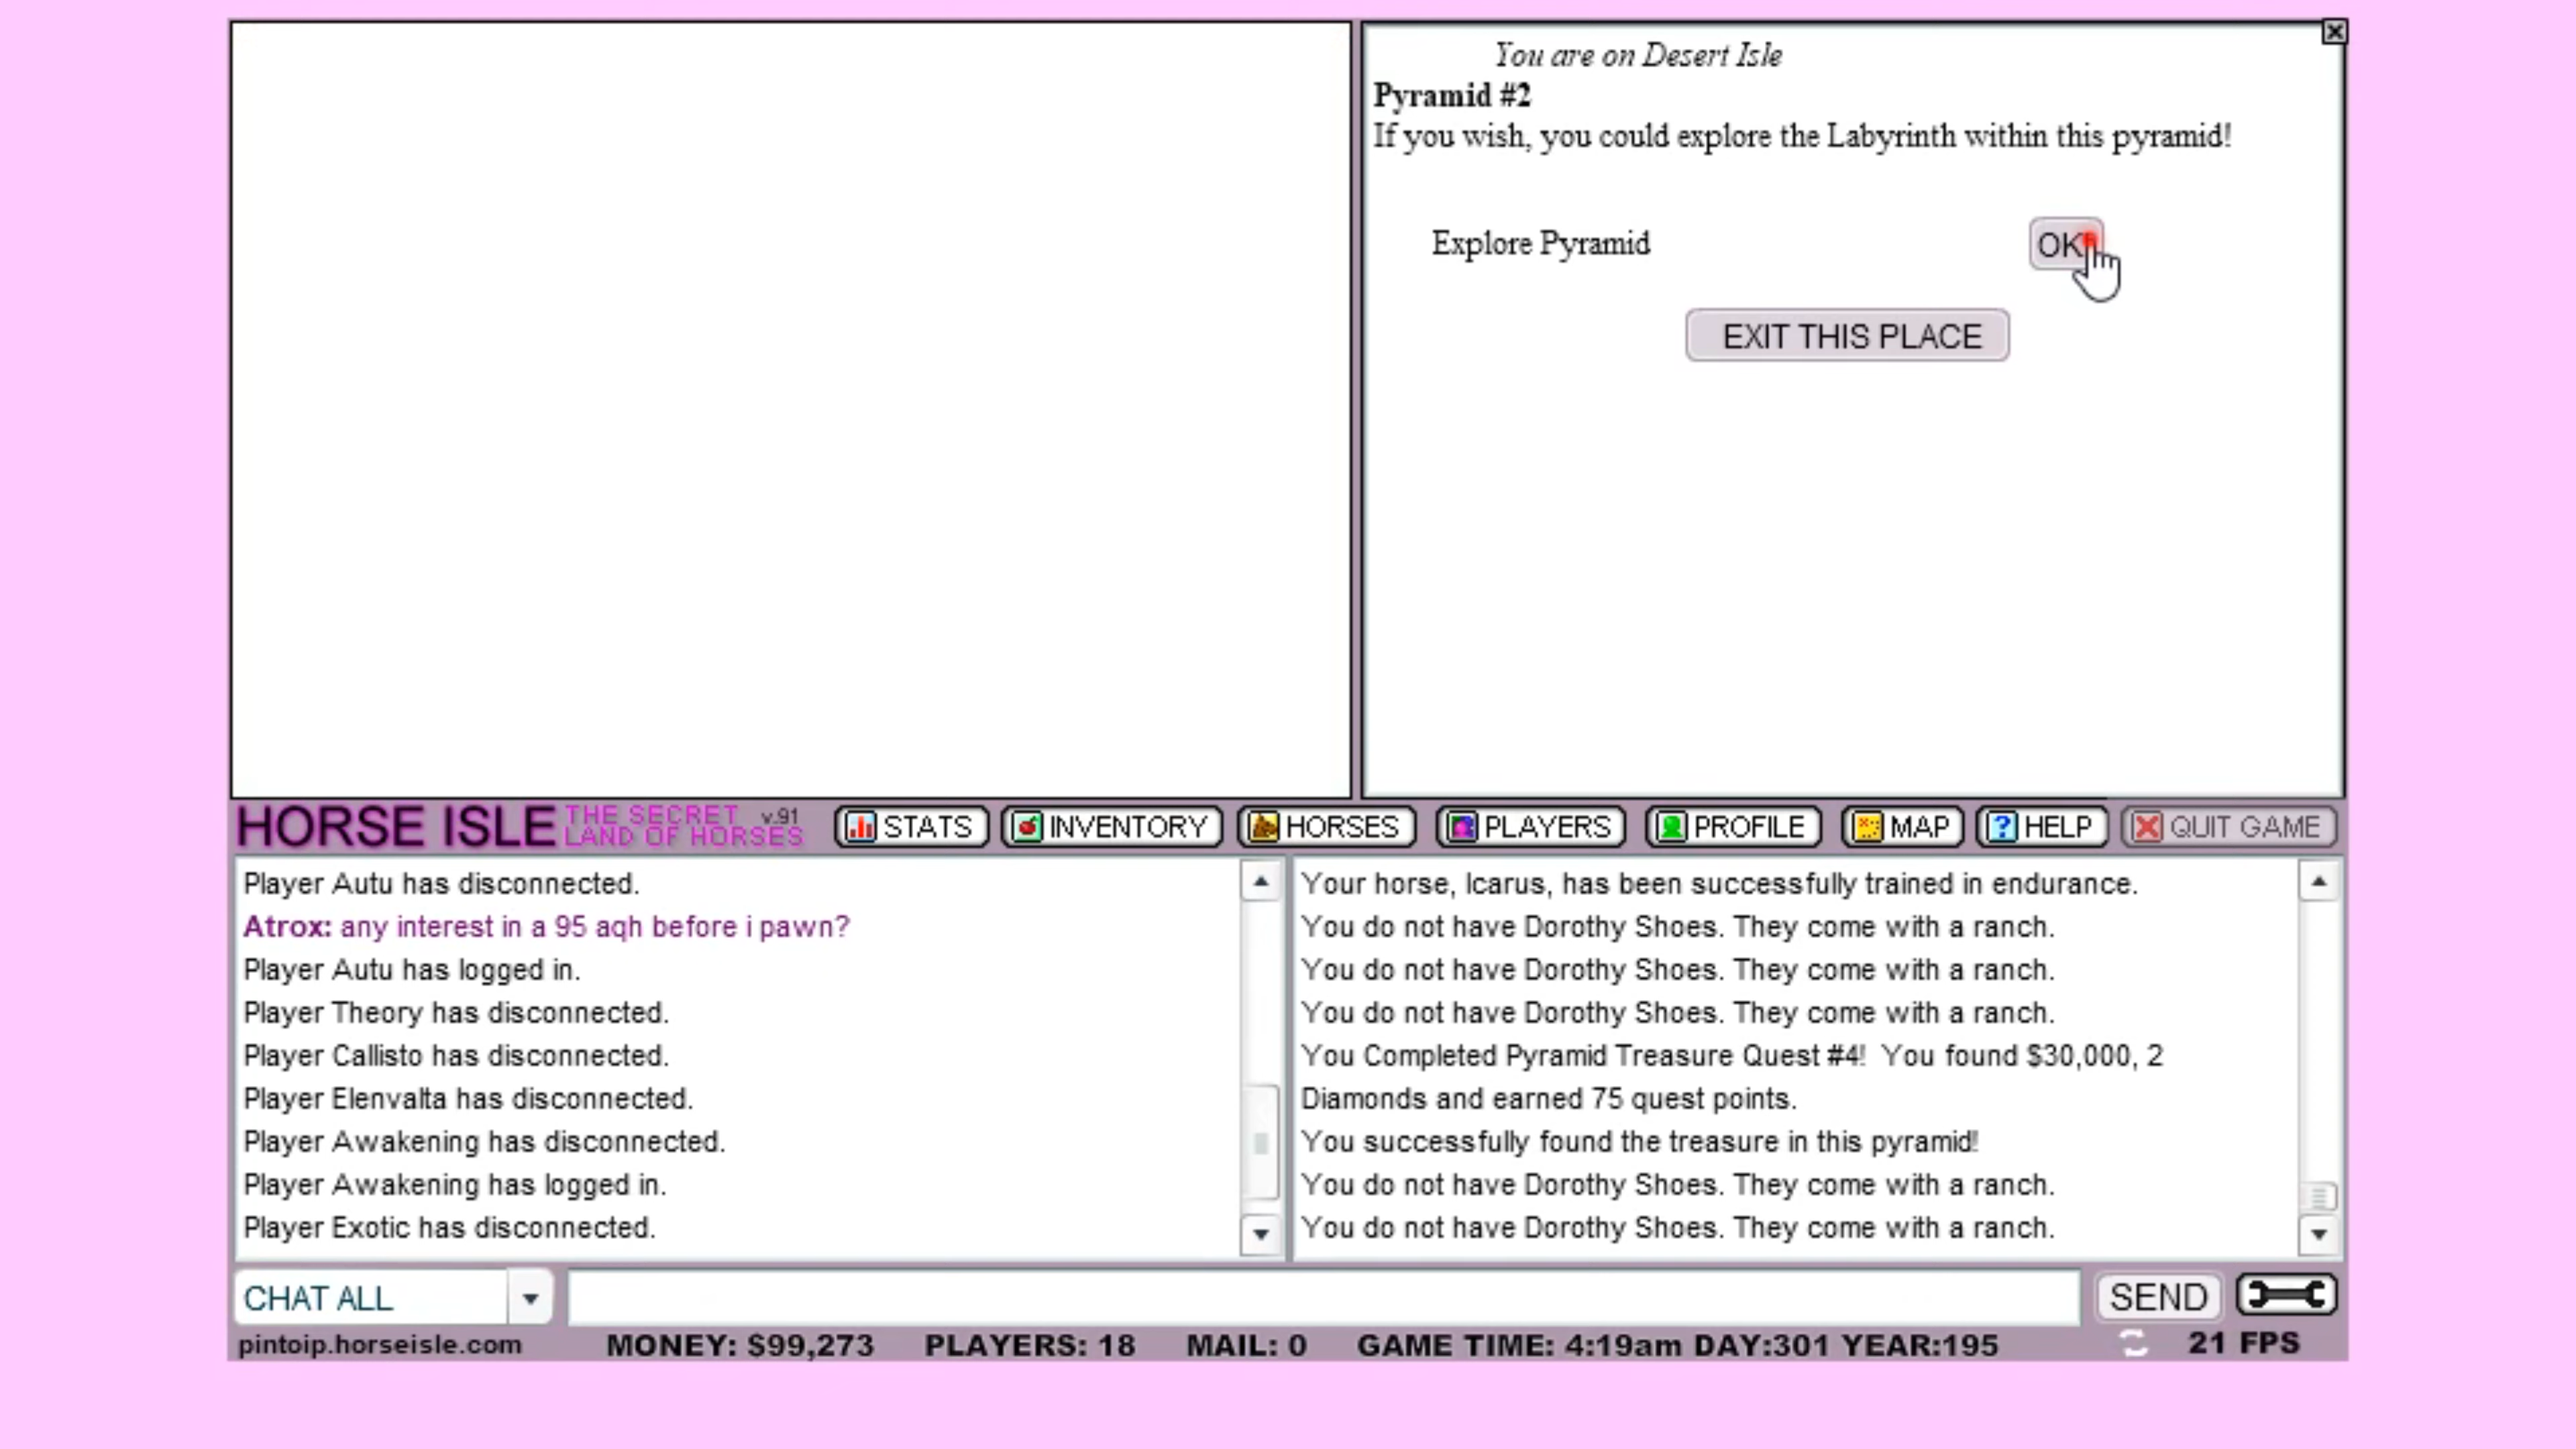 You are on Desert Isle
Pyramid #2
If you wish, you could explore the Labyrinth within this pyramid!
Explore Pyramid
OK
EXIT THIS PLACE
HORSE ISLE
THE SECRET
LAND OF HORSES
v.91
STATS
INVENTORY
HORSES
PLAYERS
PROFILE
MAP
HELP
QUIT GAME
Player Autu has disconnected.
Atrox: any interest in a 95 aqh before i pawn?
Player Autu has logged in.
Player Theory has disconnected.
Player Callisto has disconnected.
Player Elenvalta has disconnected.
Player Awakening has disconnected.
Player Awakening has logged in.
Player Exotic has disconnected.
Your horse, Icarus, has been successfully trained in endurance.
You do not have Dorothy Shoes. They come with a ranch.
You do not have Dorothy Shoes. They come with a ranch.
You do not have Dorothy Shoes. They come with a ranch.
You Completed Pyramid Treasure Quest #4! You found $30,000, 2
Diamonds and earned 75 quest points.
You successfully found the treasure in this pyramid!
You do not have Dorothy Shoes. They come with a ranch.
You do not have Dorothy Shoes. They come with a ranch.
CHAT ALL
SEND
pintoip.horseisle.com MONEY: $99,273 PLAYERS: 18 MAIL: 0 GAME TIME: 4:19am DAY:301 YEAR:195 21 FPS